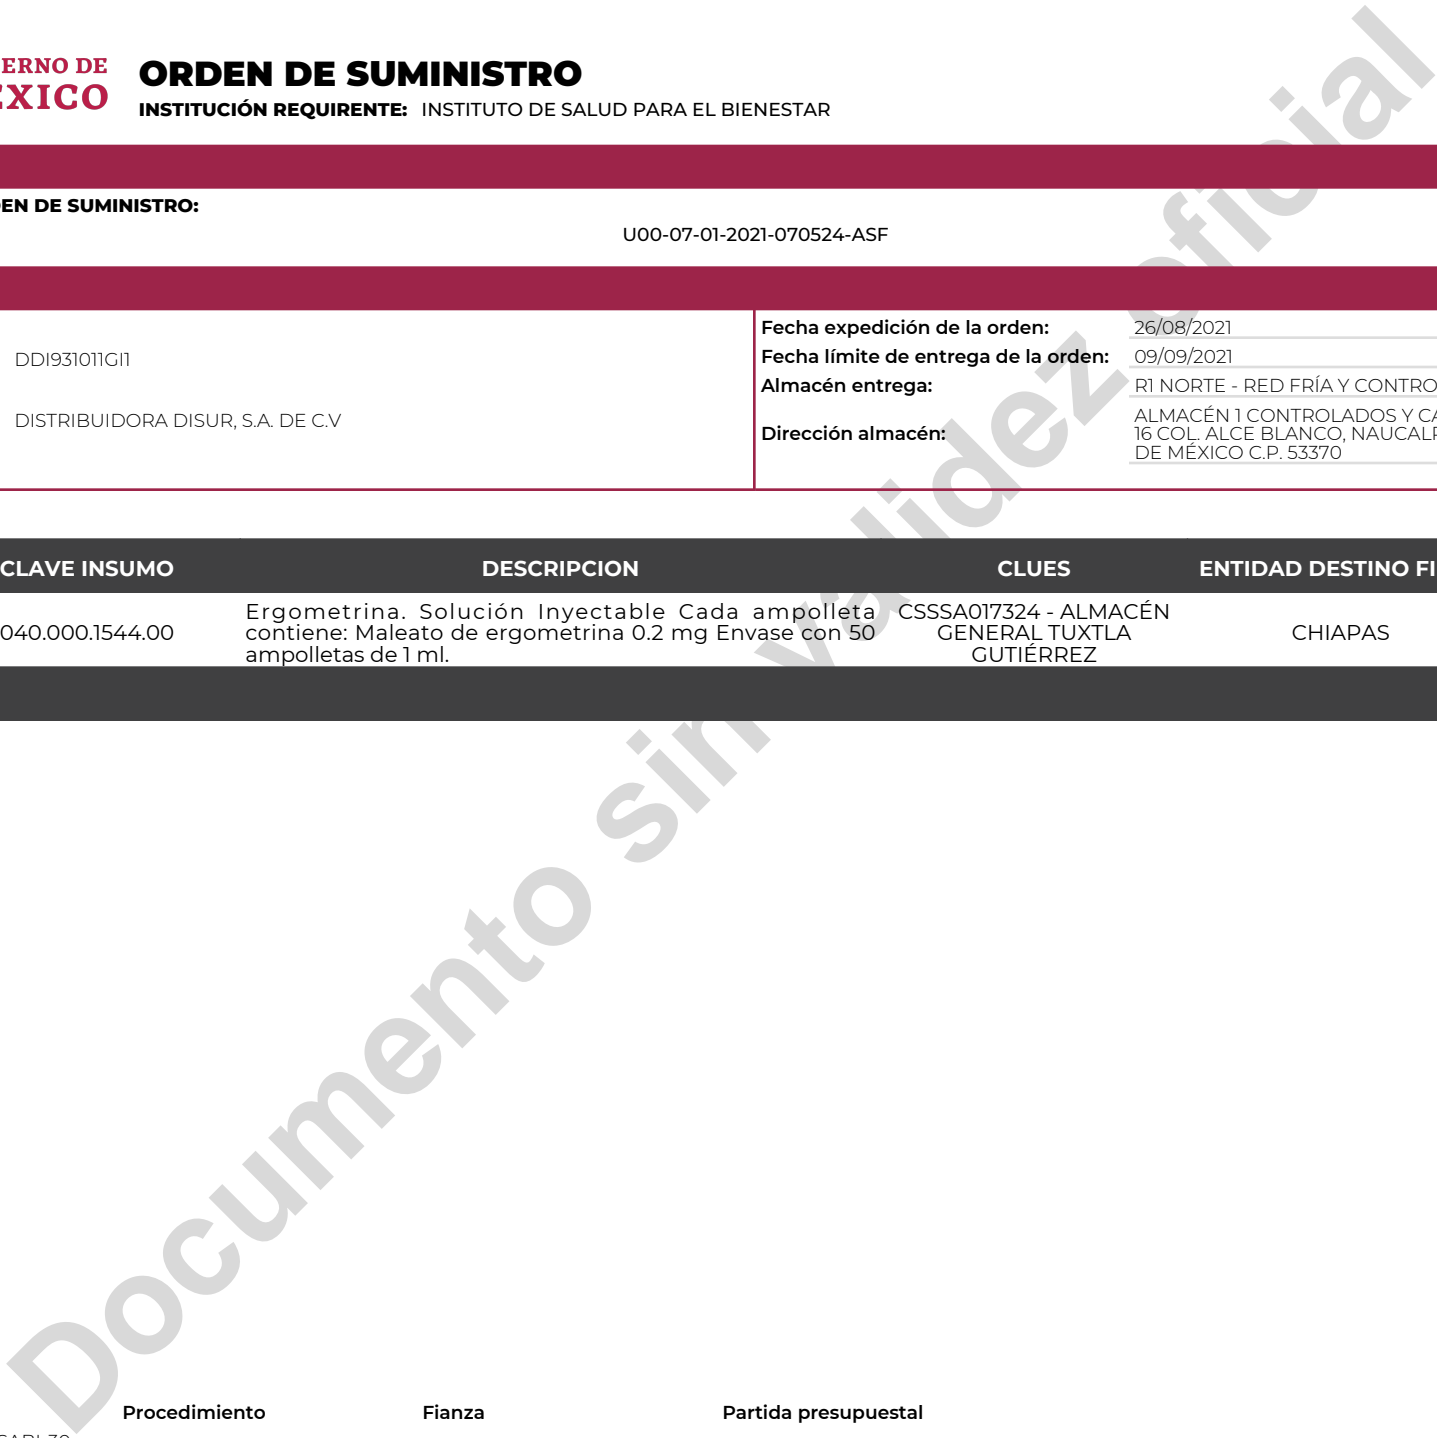 ERNO DE
ÉXICO
ORDEN DE SUMINISTRO
INSTITUCIÓN REQUIRENTE: INSTITUTO DE SALUD PARA EL BIENESTAR
EN DE SUMINISTRO:
U00-07-01-2021-070524-ASF
DDI931011GI1
DISTRIBUIDORA DISUR, S.A. DE C.V
Fecha expedición de la orden: 26/08/2021
Fecha límite de entrega de la orden: 09/09/2021
Almacén entrega: R1 NORTE - RED FRÍA Y CONTRO
Dirección almacén: ALMACÉN 1 CONTROLADOS Y CA
16 COL. ALCE BLANCO, NAUCALP
DE MÉXICO C.P. 53370
CLAVE INSUMO DESCRIPCION CLUES ENTIDAD DESTINO FI
040.000.1544.00
Ergometrina. Solución Inyectable Cada ampolleta
contiene: Maleato de ergometrina 0.2 mg Envase con 50
ampolletas de 1 ml.
CSSSA017324 - ALMACÉN
GENERAL TUXTLA
GUTIÉRREZ
CHIAPAS
Documento sin validez oficial
Procedimiento Fianza Partida presupuestal